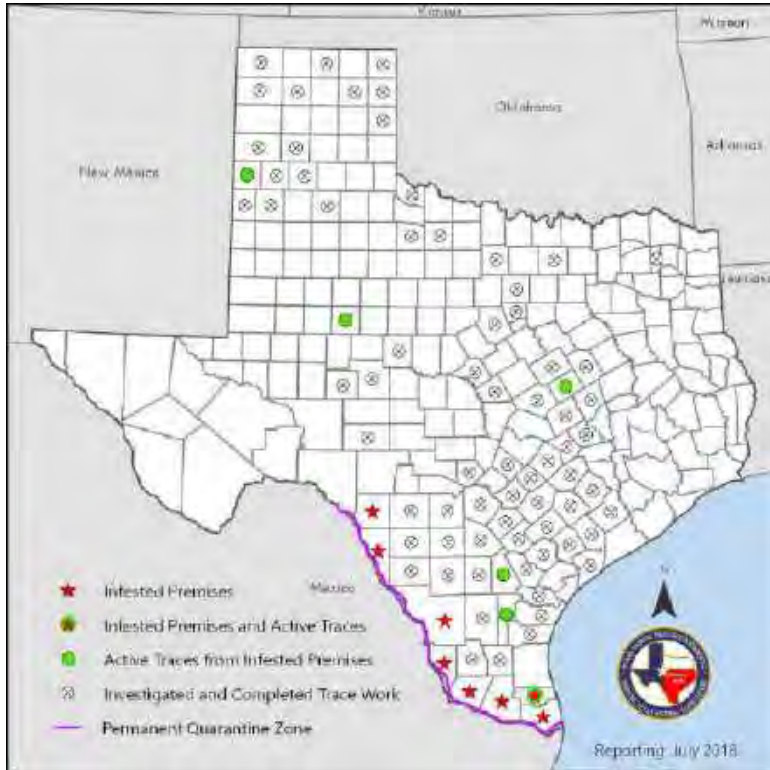 Kansas
Missouri
Oklahoma
Arkansas
New Mexico
Louisiana
Mexico
N
Infested Premises
Infested Premises and Active Traces
Active Traces from Infested Premises
Investigated and Completed Trace Work
Permanent Quarantine Zone
Reporting July 2018